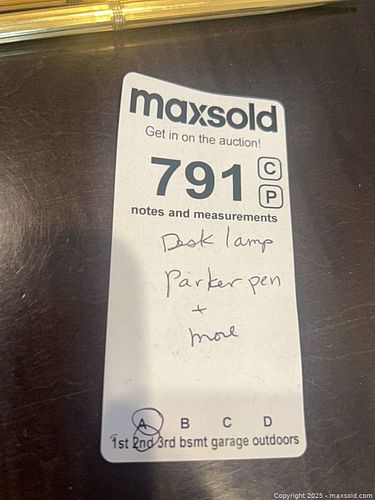 maxsold
Get in on the auction!
791 C
P
notes and measurements
Desk lamp
Parker pen
+
more
A B C D
1st 2nd 3rd bsmt garage outdoors
Copyright 2025 - maxsold.com